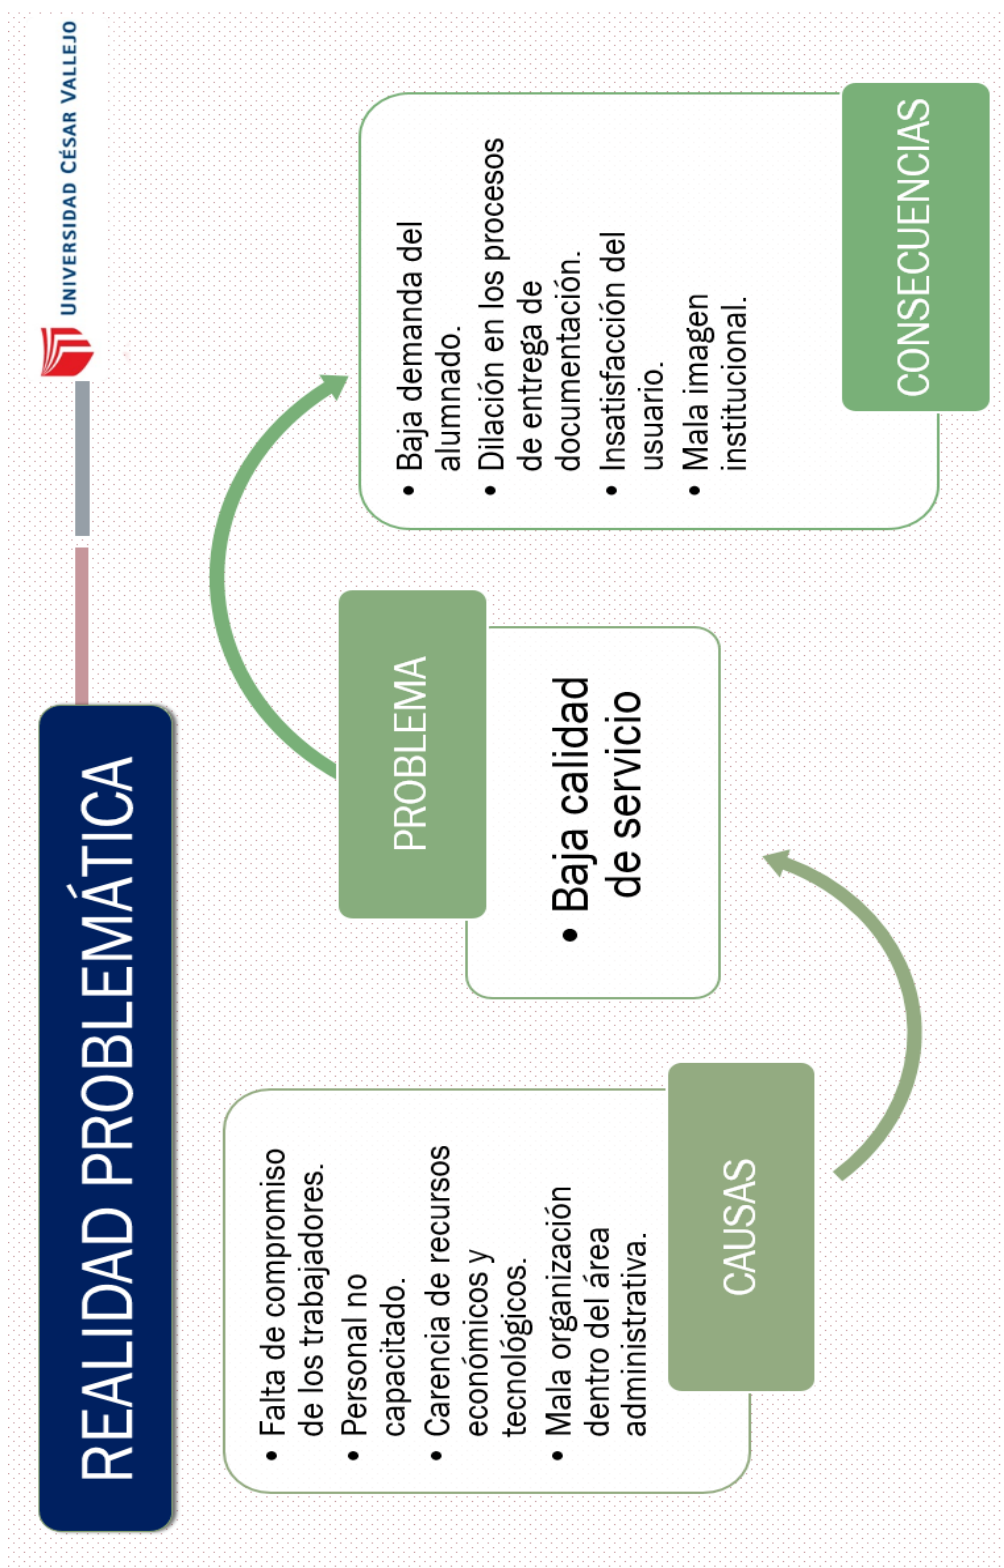 REALIDAD PROBLEMÁTICA
UNIVERSIDAD CÉSAR VALLEJO
• Falta de compromiso
de los trabajadores.
• Personal no
capacitado.
• Carencia de recursos
económicos y
tecnológicos.
• Mala organización
dentro del área
administrativa.
CAUSAS
PROBLEMA
• Baja calidad
de servicio
• Baja demanda del
alumnado.
• Dilación en los procesos
de entrega de
documentación.
• Insatisfacción del
usuario.
• Mala imagen
institucional.
CONSECUENCIAS